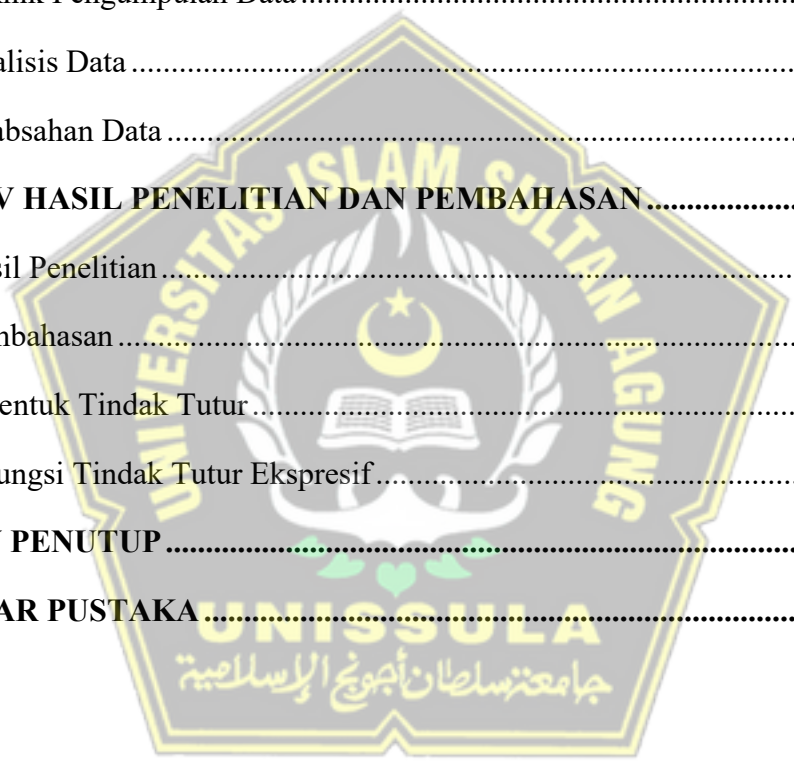 nik Pengumpulan Data
alisis Data
absahan Data
V HASIL PENELITIAN DAN PEMBAHASAN
sil Penelitian
mbahasan
entuk Tindak Tutur
ungsi Tindak Tutur Ekspresif
PENUTUP
AR PUSTAKA
UNIVERSITAS ISLAM SULTAN AGUNG
UNISSULA
جامعة سلطان أجونج الإسلامية